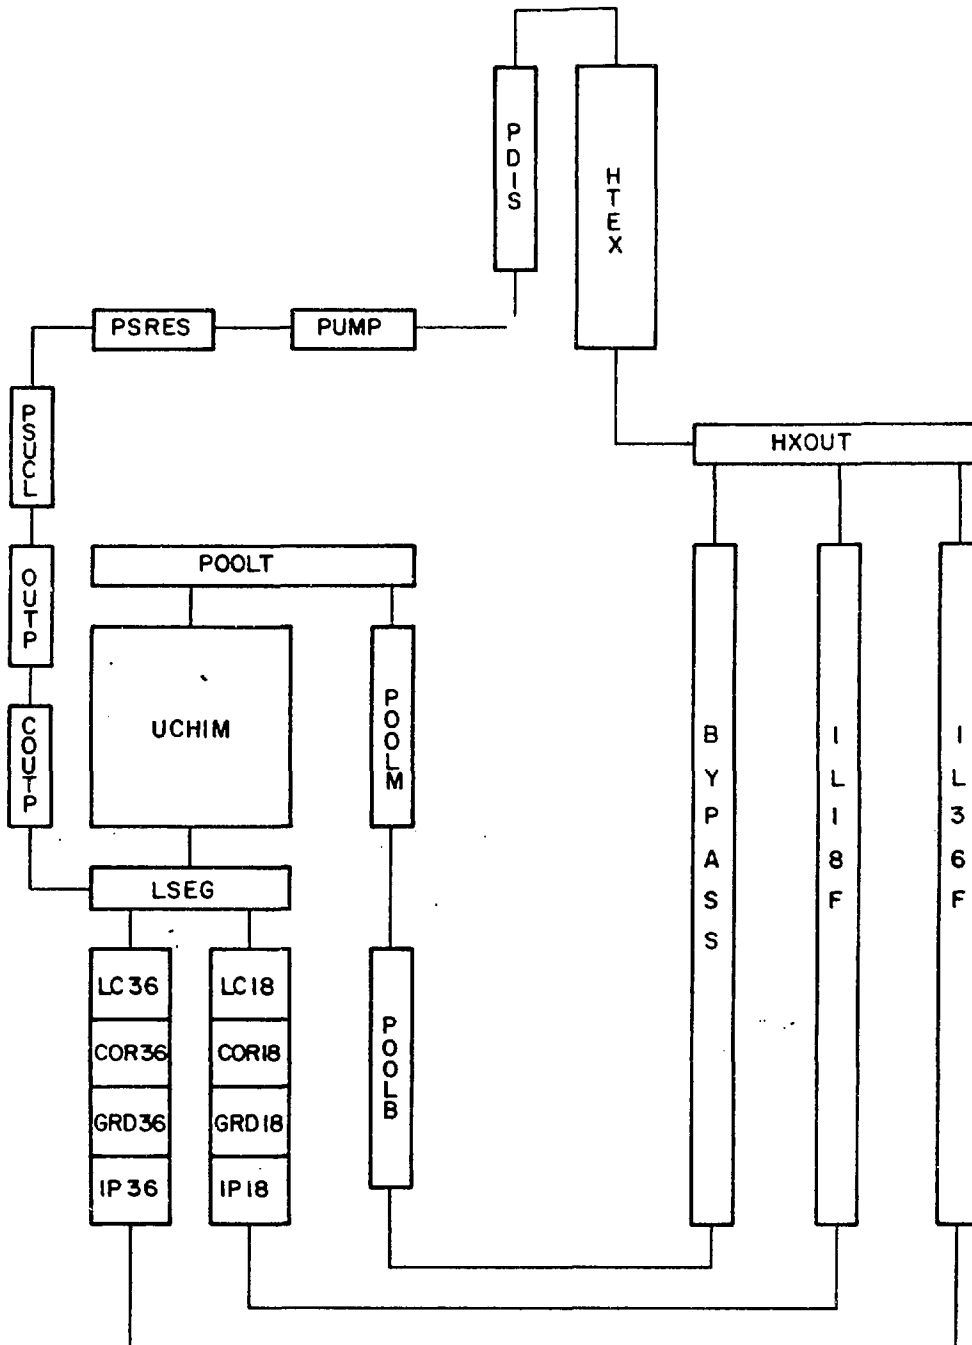 PDIS
HTEX
PSRES
PUMP
PSUCL
HXOUT
OUTP
POOLT
COUTP
UCHIM
POOLM
BYPASS
IL18F
IL36F
LSEG
LC36
LC18
COR36
COR18
POOLB
GRD36
GRD18
IP36
IP18